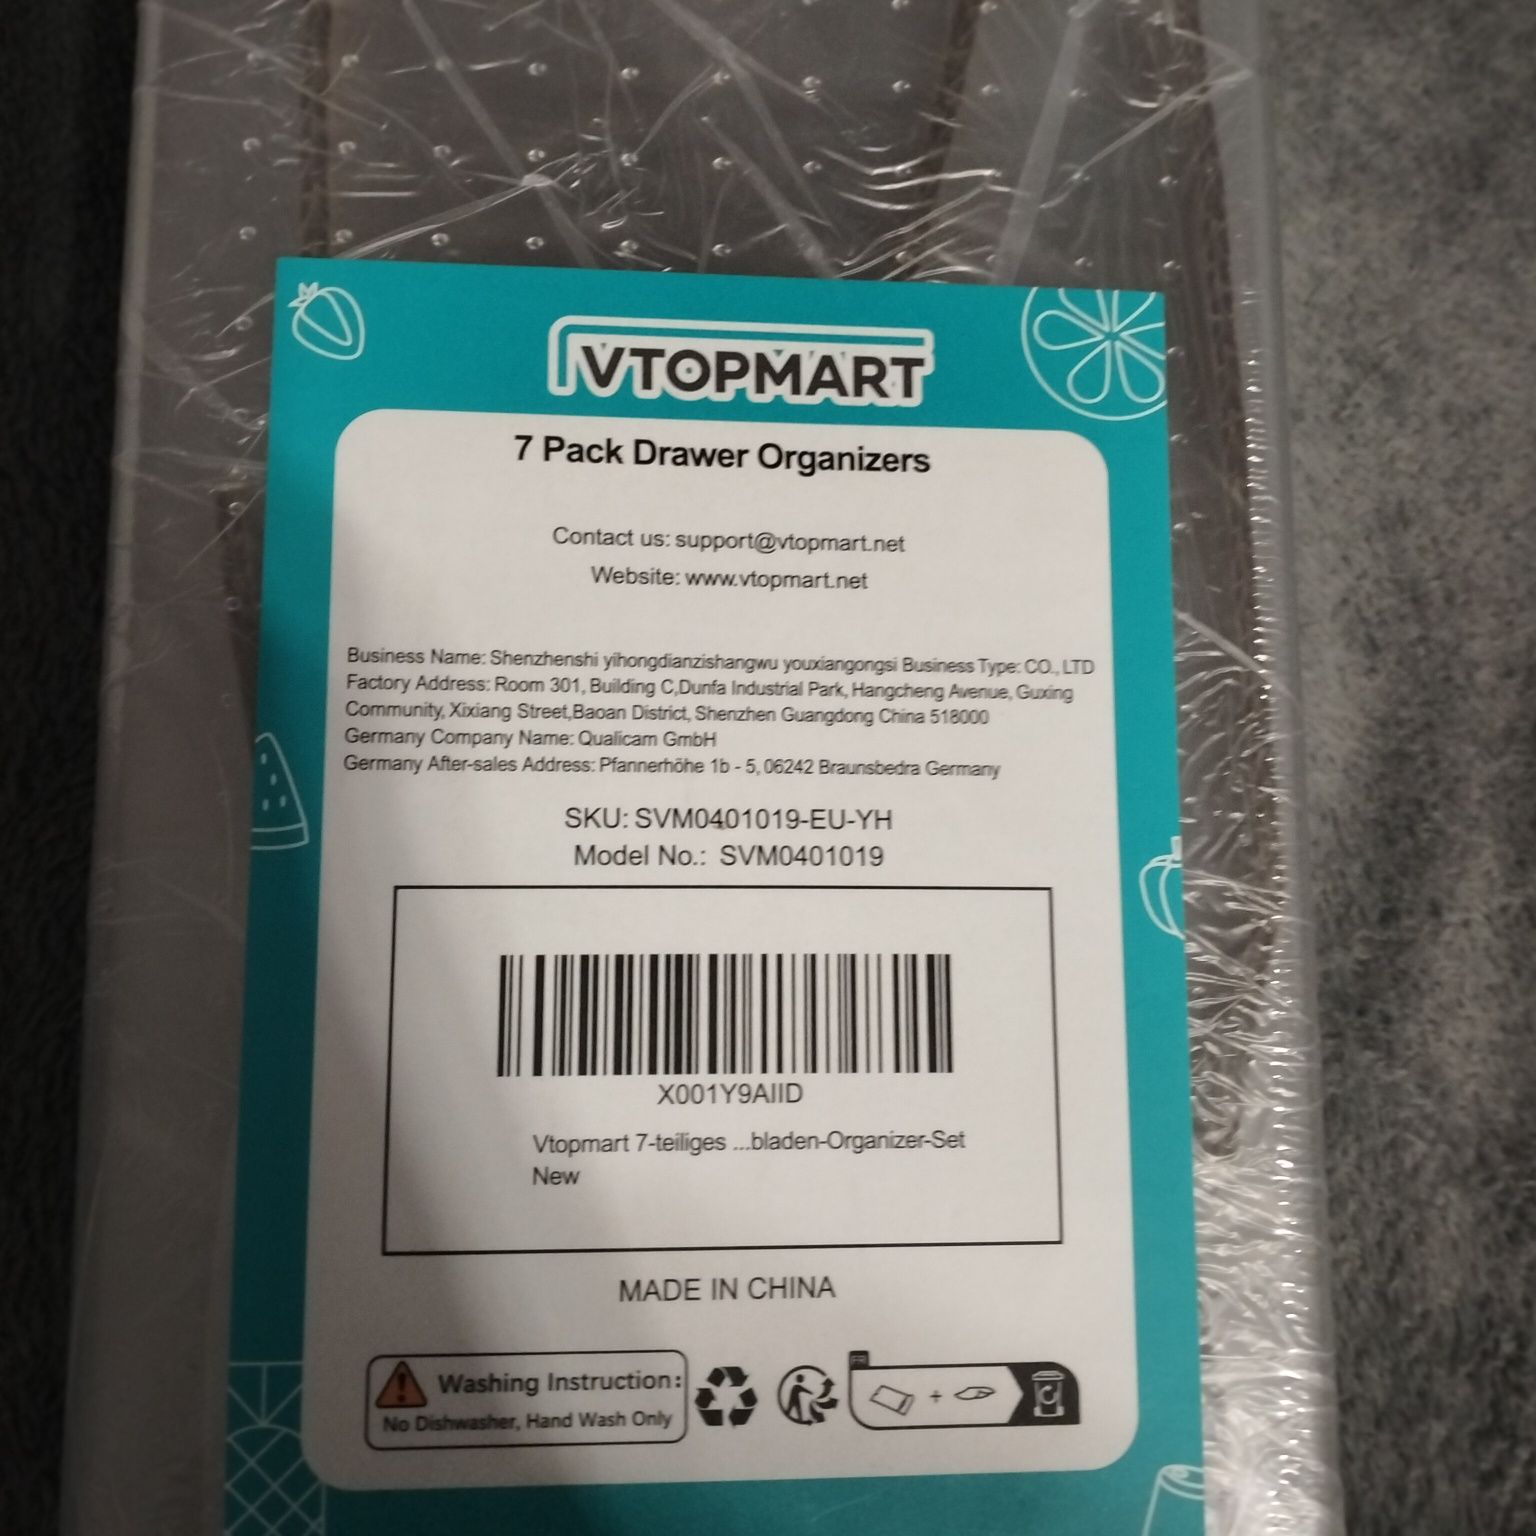 VTOPMART
7 Pack Drawer Organizers
Contact us: support@vtopmart.net
Website: www.vtopmart.net
Business Name: Shenzhenshi yihongdianzishangwu youxiangongsi Business Type: CO., LTD
Factory Address: Room 301, Building C,Dunfa Industrial Park, Hangcheng Avenue, Guxing
Community, Xixiang Street,Baoan District, Shenzhen Guangdong China 518000
Germany Company Name: Qualicam GmbH
Germany After-sales Address: Pfannerhöhe 1b - 5, 06242 Braunsbedra Germany
SKU: SVM0401019-EU-YH
Model No.: SVM0401019
X001Y9AIID
Vtopmart 7-teiliges ...bladen-Organizer-Set
New
MADE IN CHINA
Washing Instruction:
No Dishwasher, Hand Wash Only
FR